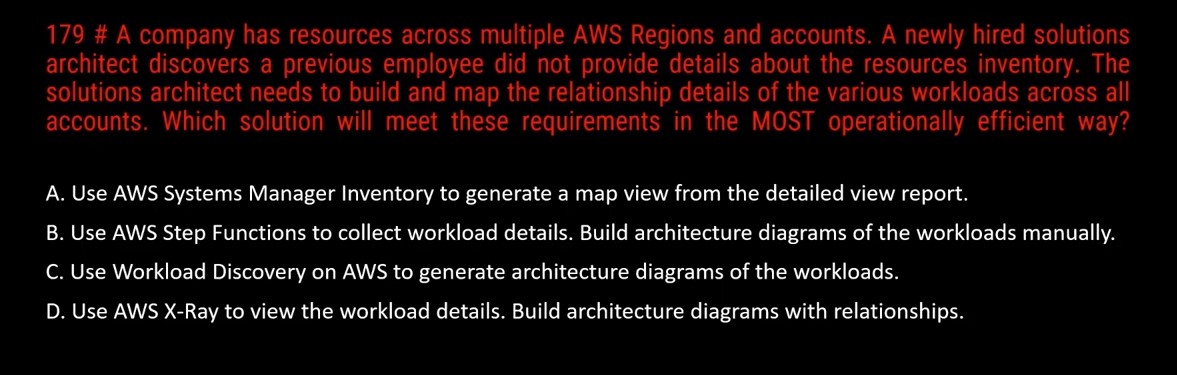 179 # A company has resources across multiple AWS Regions and accounts. A newly hired solutions
architect discovers a previous employee did not provide details about the resources inventory. The
solutions architect needs to build and map the relationship details of the various workloads across all
accounts. Which solution will meet these requirements in the MOST operationally efficient way?
A. Use AWS Systems Manager Inventory to generate a map view from the detailed view report.
B. Use AWS Step Functions to collect workload details. Build architecture diagrams of the workloads manually.
C. Use Workload Discovery on AWS to generate architecture diagrams of the workloads.
D. Use AWS X-Ray to view the workload details. Build architecture diagrams with relationships.